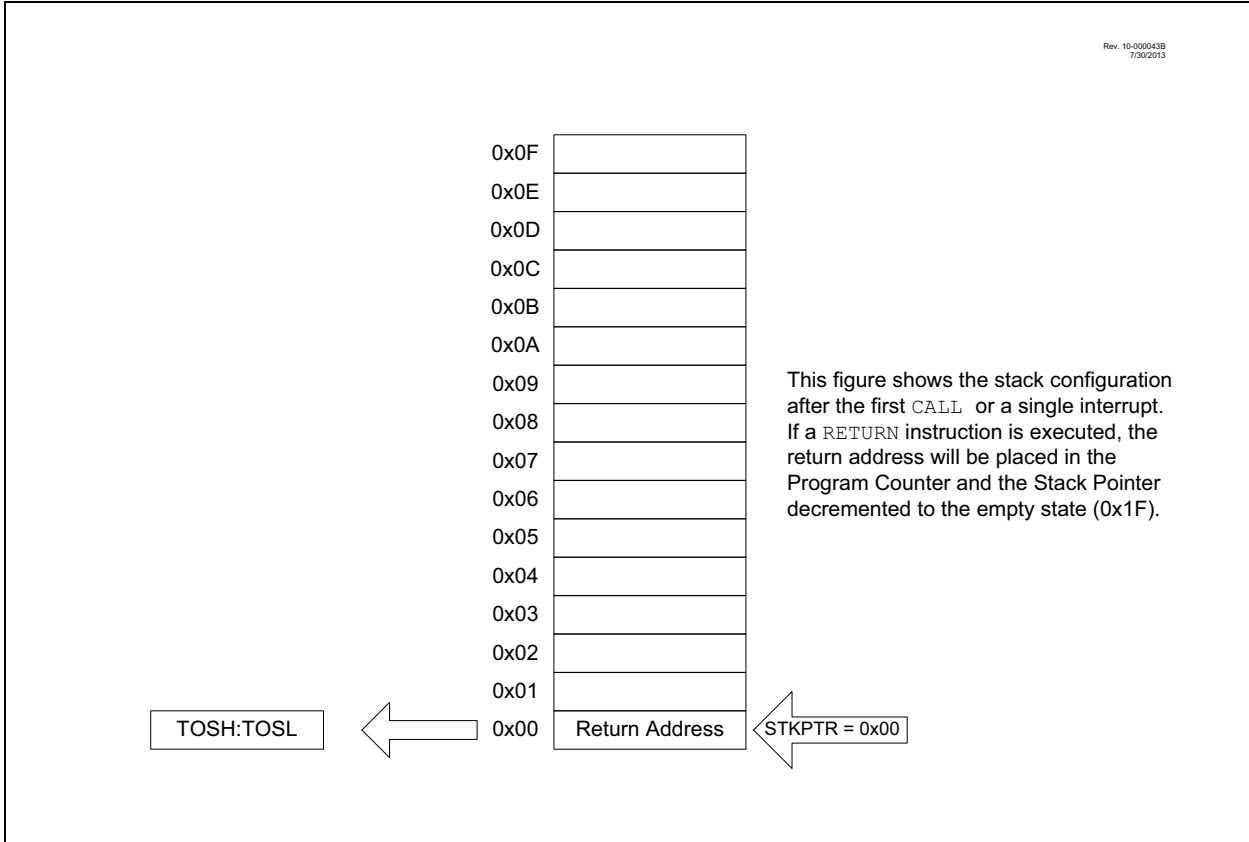 Rev. 10-000043B
7/30/2013
0x0F
0x0E
0x0D
0x0C
0x0B
0x0A
0x09
0x08
0x07
0x06
0x05
0x04
0x03
0x02
0x01
This figure shows the stack configuration
after the first CALL or a single interrupt.
If a RETURN instruction is executed, the
return address will be placed in the
Program Counter and the Stack Pointer
decremented to the empty state (0x1F).
TOSH:TOSL
0x00
Return Address
STKPTR = 0x00